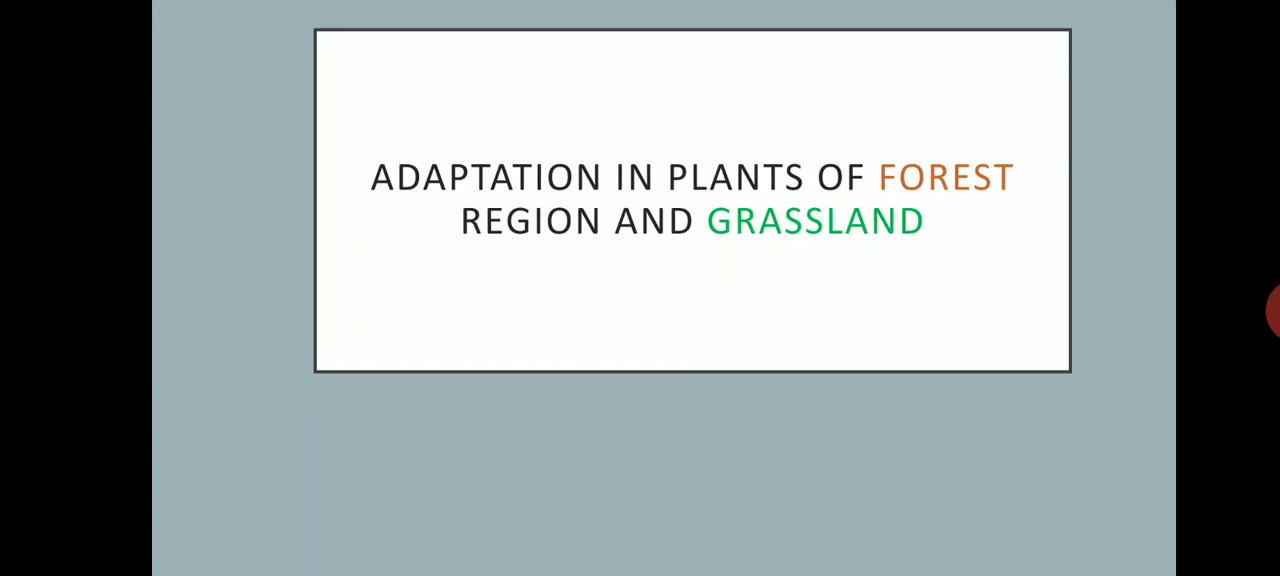 ADAPTATION IN PLANTS OF FOREST
REGION AND GRASSLAND